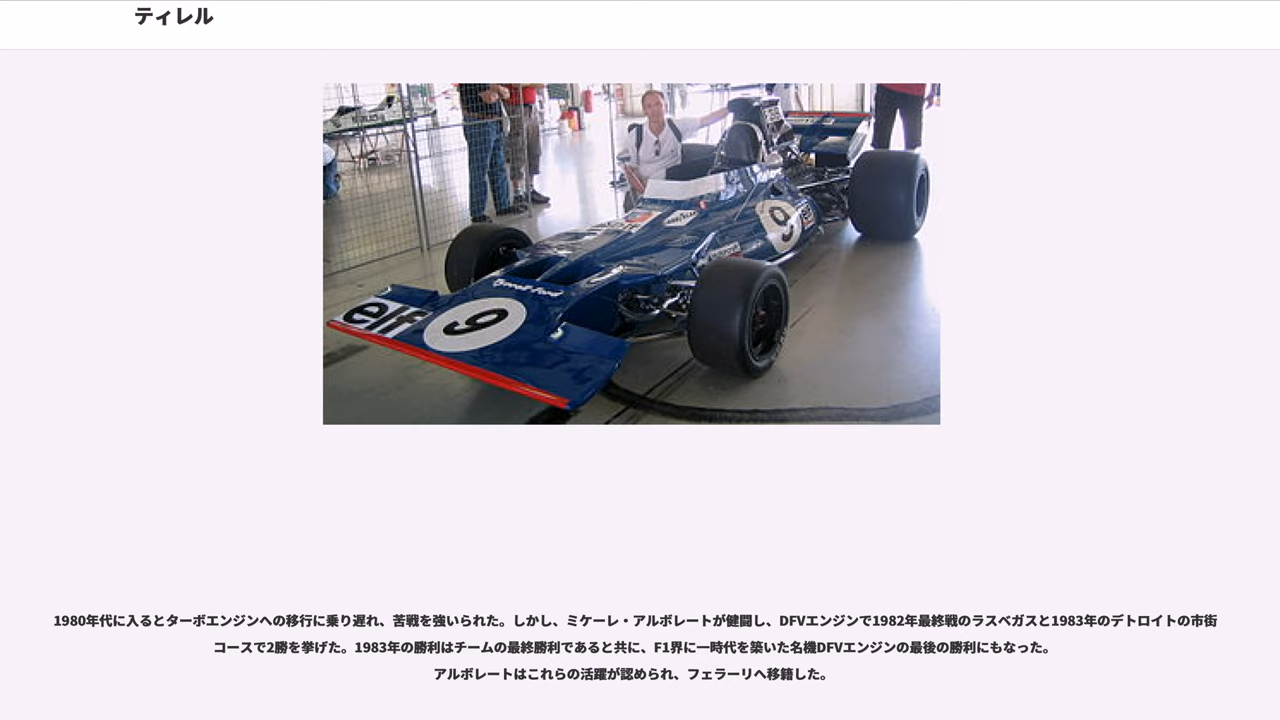 ティレル
elf
9
Tyrrell-Ford
9
1980年代に入るとターボエンジンへの移行に乗り遅れ、苦戦を強いられた。しかし、ミケーレ・アルボレートが健闘し、DFVエンジンで1982年最終戦のラスベガスと1983年のデトロイトの市街
コースで2勝を挙げた。1983年の勝利はチームの最終勝利であると共に、F1界に一時代を築いた名機DFVエンジンの最後の勝利にもなった。
アルボレートはこれらの活躍が認められ、フェラーリへ移籍した。